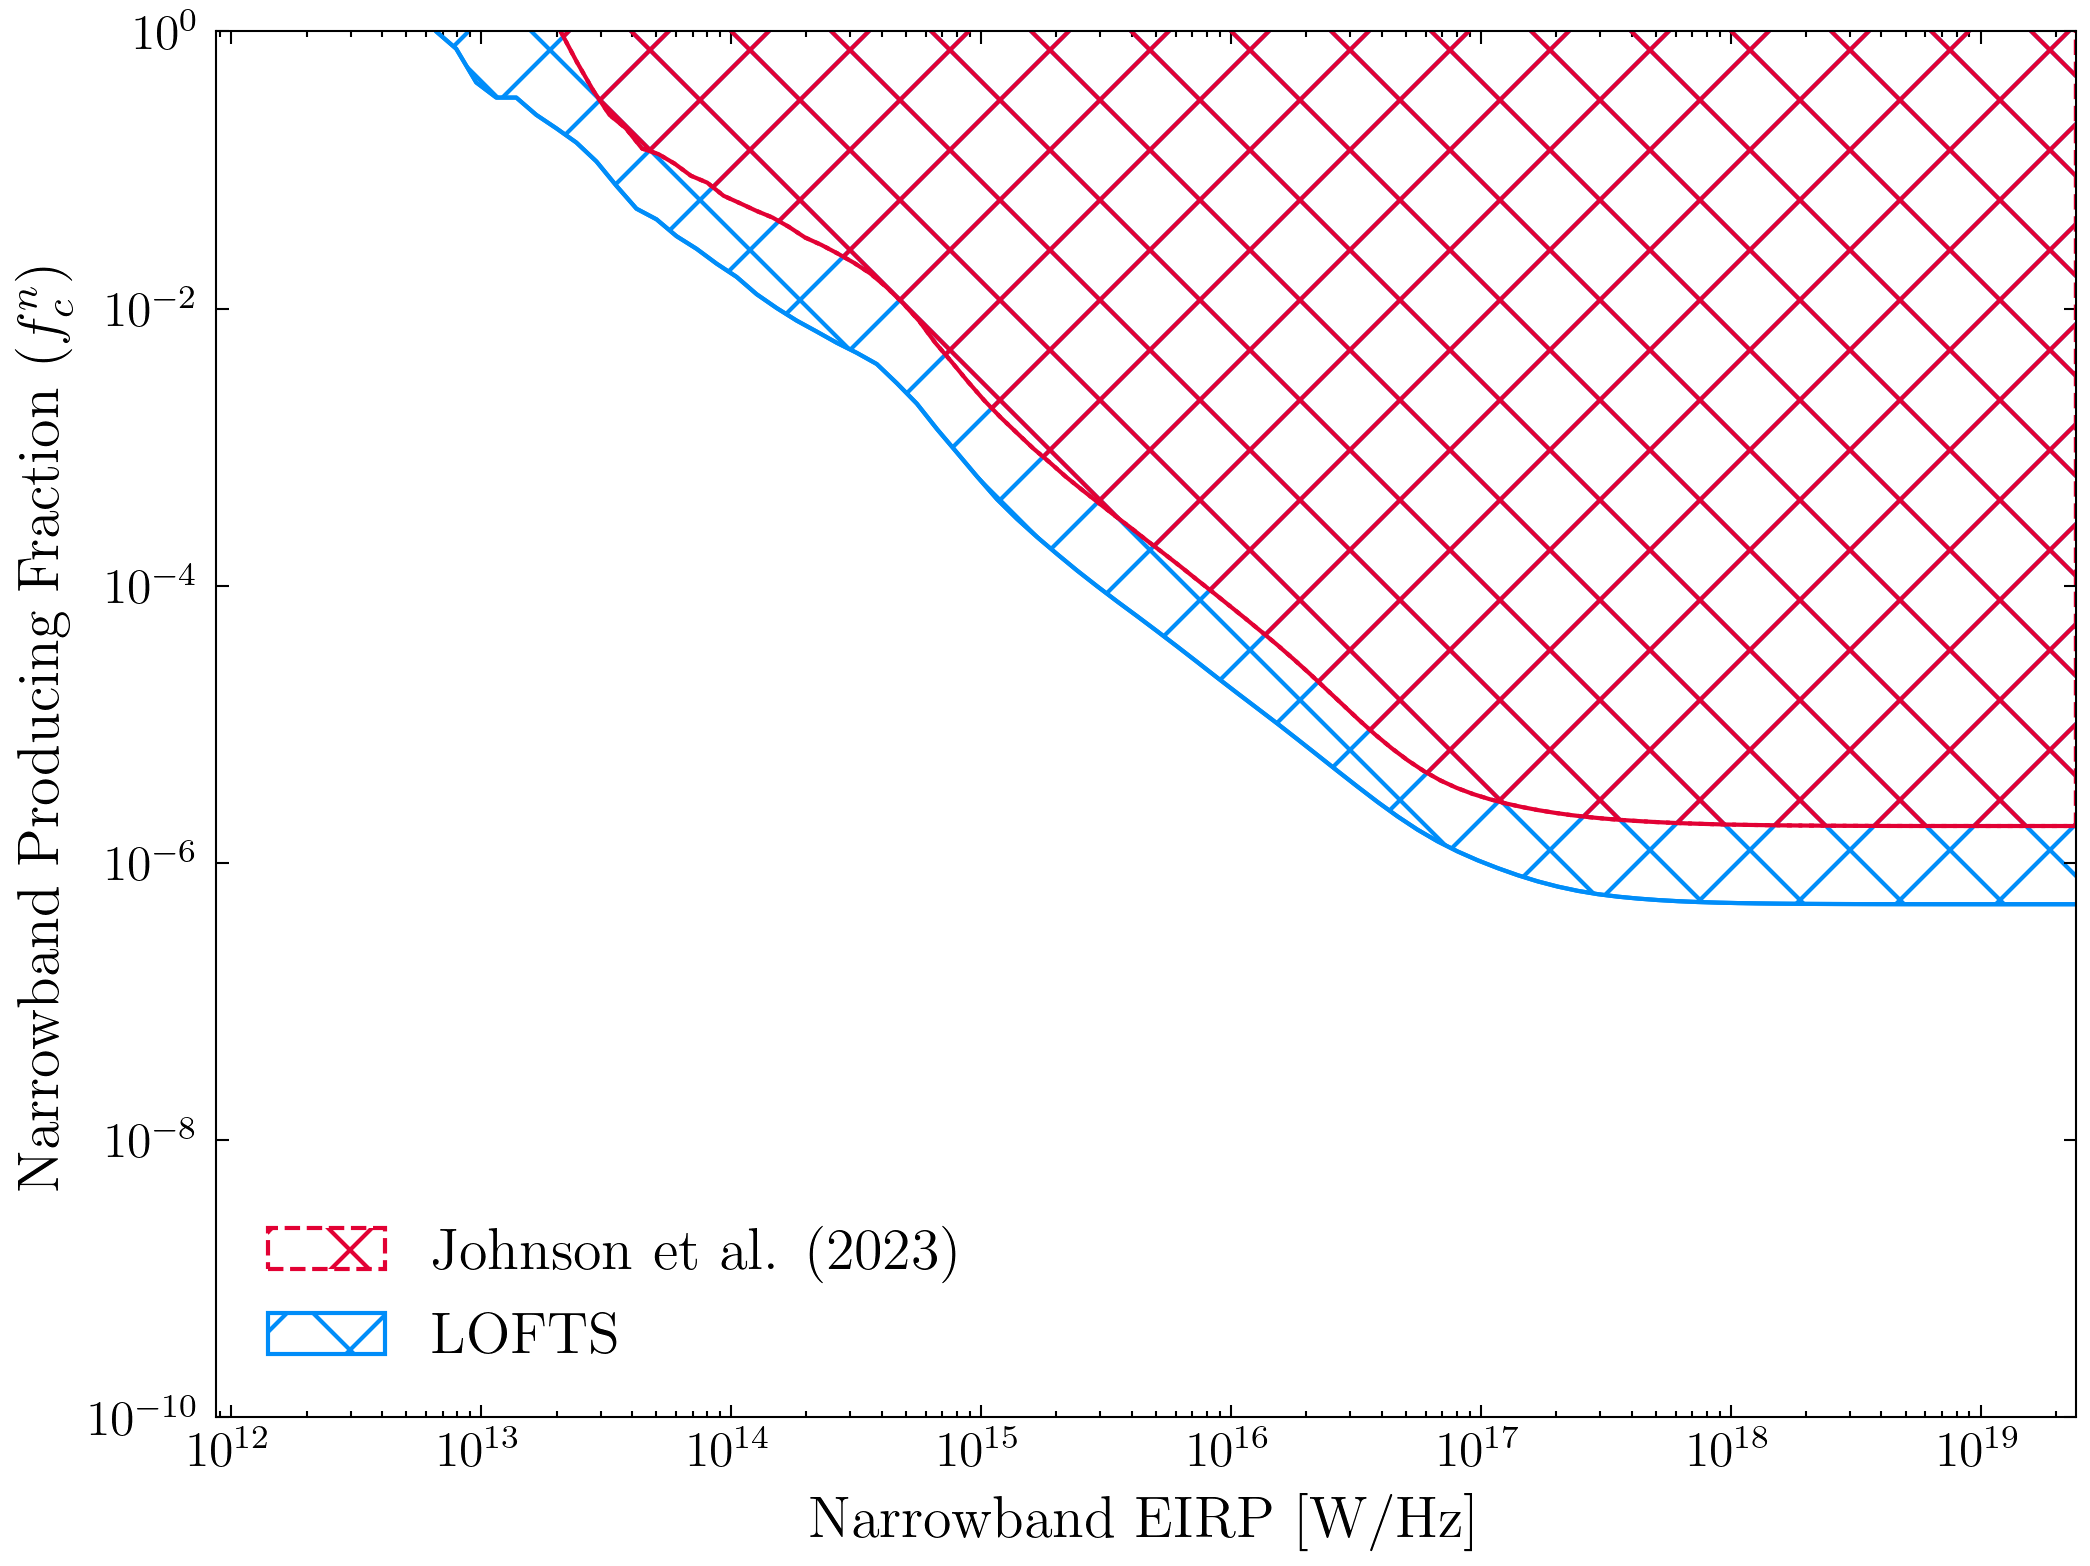 10^0
10^{-2}
10^{-4}
10^{-6}
10^{-8}
10^{-10}
Narrowband Producing Fraction (f_c^n)
Johnson et al. (2023)
LOFTS
10^{12} 10^{13} 10^{14} 10^{15} 10^{16} 10^{17} 10^{18} 10^{19}
Narrowband EIRP [W/Hz]